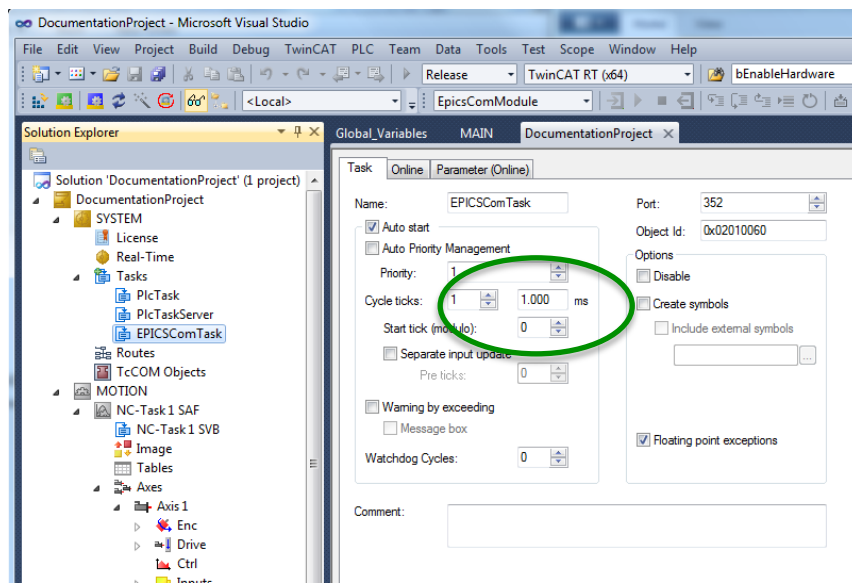 DocumentationProject - Microsoft Visual Studio
File Edit View Project Build Debug TwinCAT PLC Team Data Tools Test Scope Window Help
Release TwinCAT RT (x64) bEnableHardware
<Local> EpicsComModule
Solution Explorer
Global_Variables MAIN DocumentationProject
Solution 'DocumentationProject' (1 project)
DocumentationProject
SYSTEM
License
Real-Time
Tasks
PlcTask
PlcTaskServer
EPICSComTask
Routes
TcCOM Objects
MOTION
NC-Task 1 SAF
NC-Task 1 SVB
Image
Tables
Axes
Axis 1
Enc
Drive
Ctrl
Inputs
Task Online Parameter (Online)
Name: EPICSComTask Port: 352
Auto start Object Id: 0x02010060
Auto Priority Management Options
Priority: 1 Disable
Cycle ticks: 1 1.000 ms Create symbols
Start tick (modulo): 0 Include external symbols
Separate input update ...
Pre ticks: 0
Warning by exceeding
Message box Floating point exceptions
Watchdog Cycles: 0
Comment: